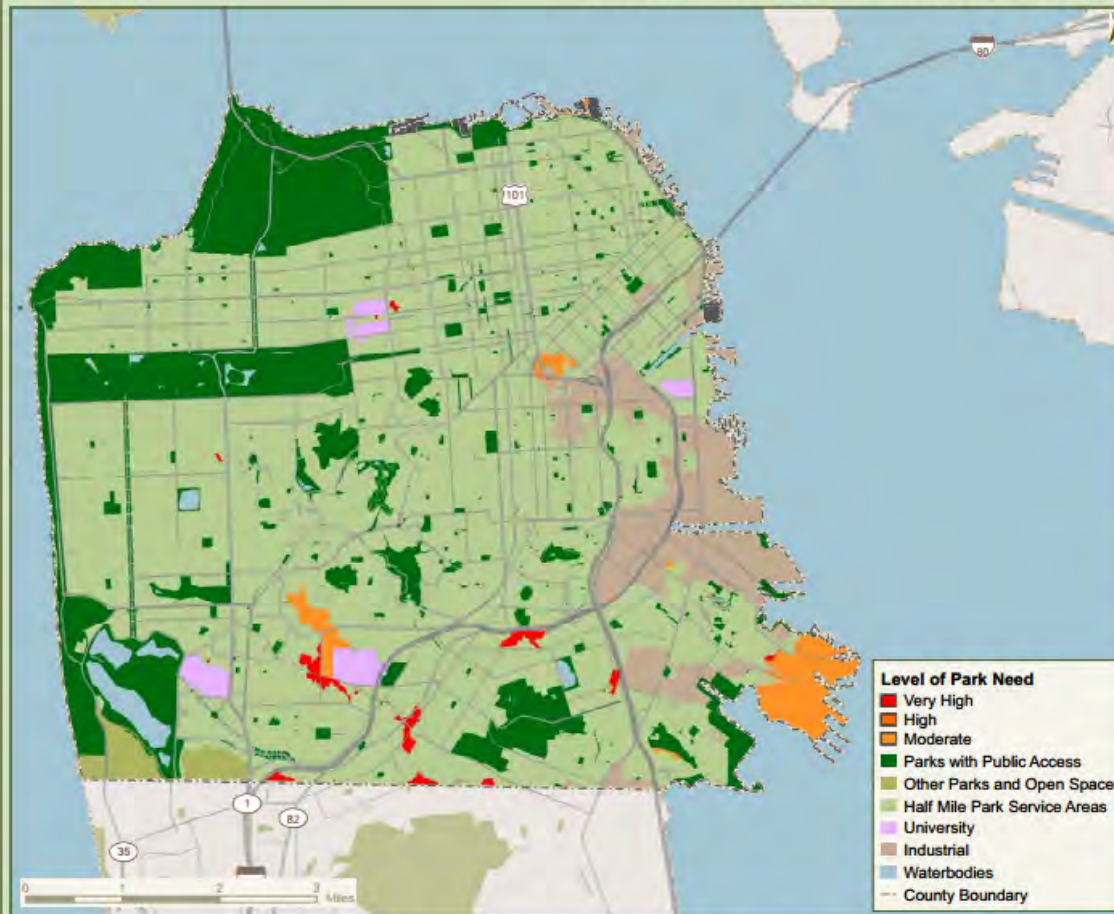 80
101
1
82
35
0 1 2 3
Miles
Level of Park Need
Very High
High
Moderate
Parks with Public Access
Other Parks and Open Space
Half Mile Park Service Areas
University
Industrial
Waterbodies
County Boundary